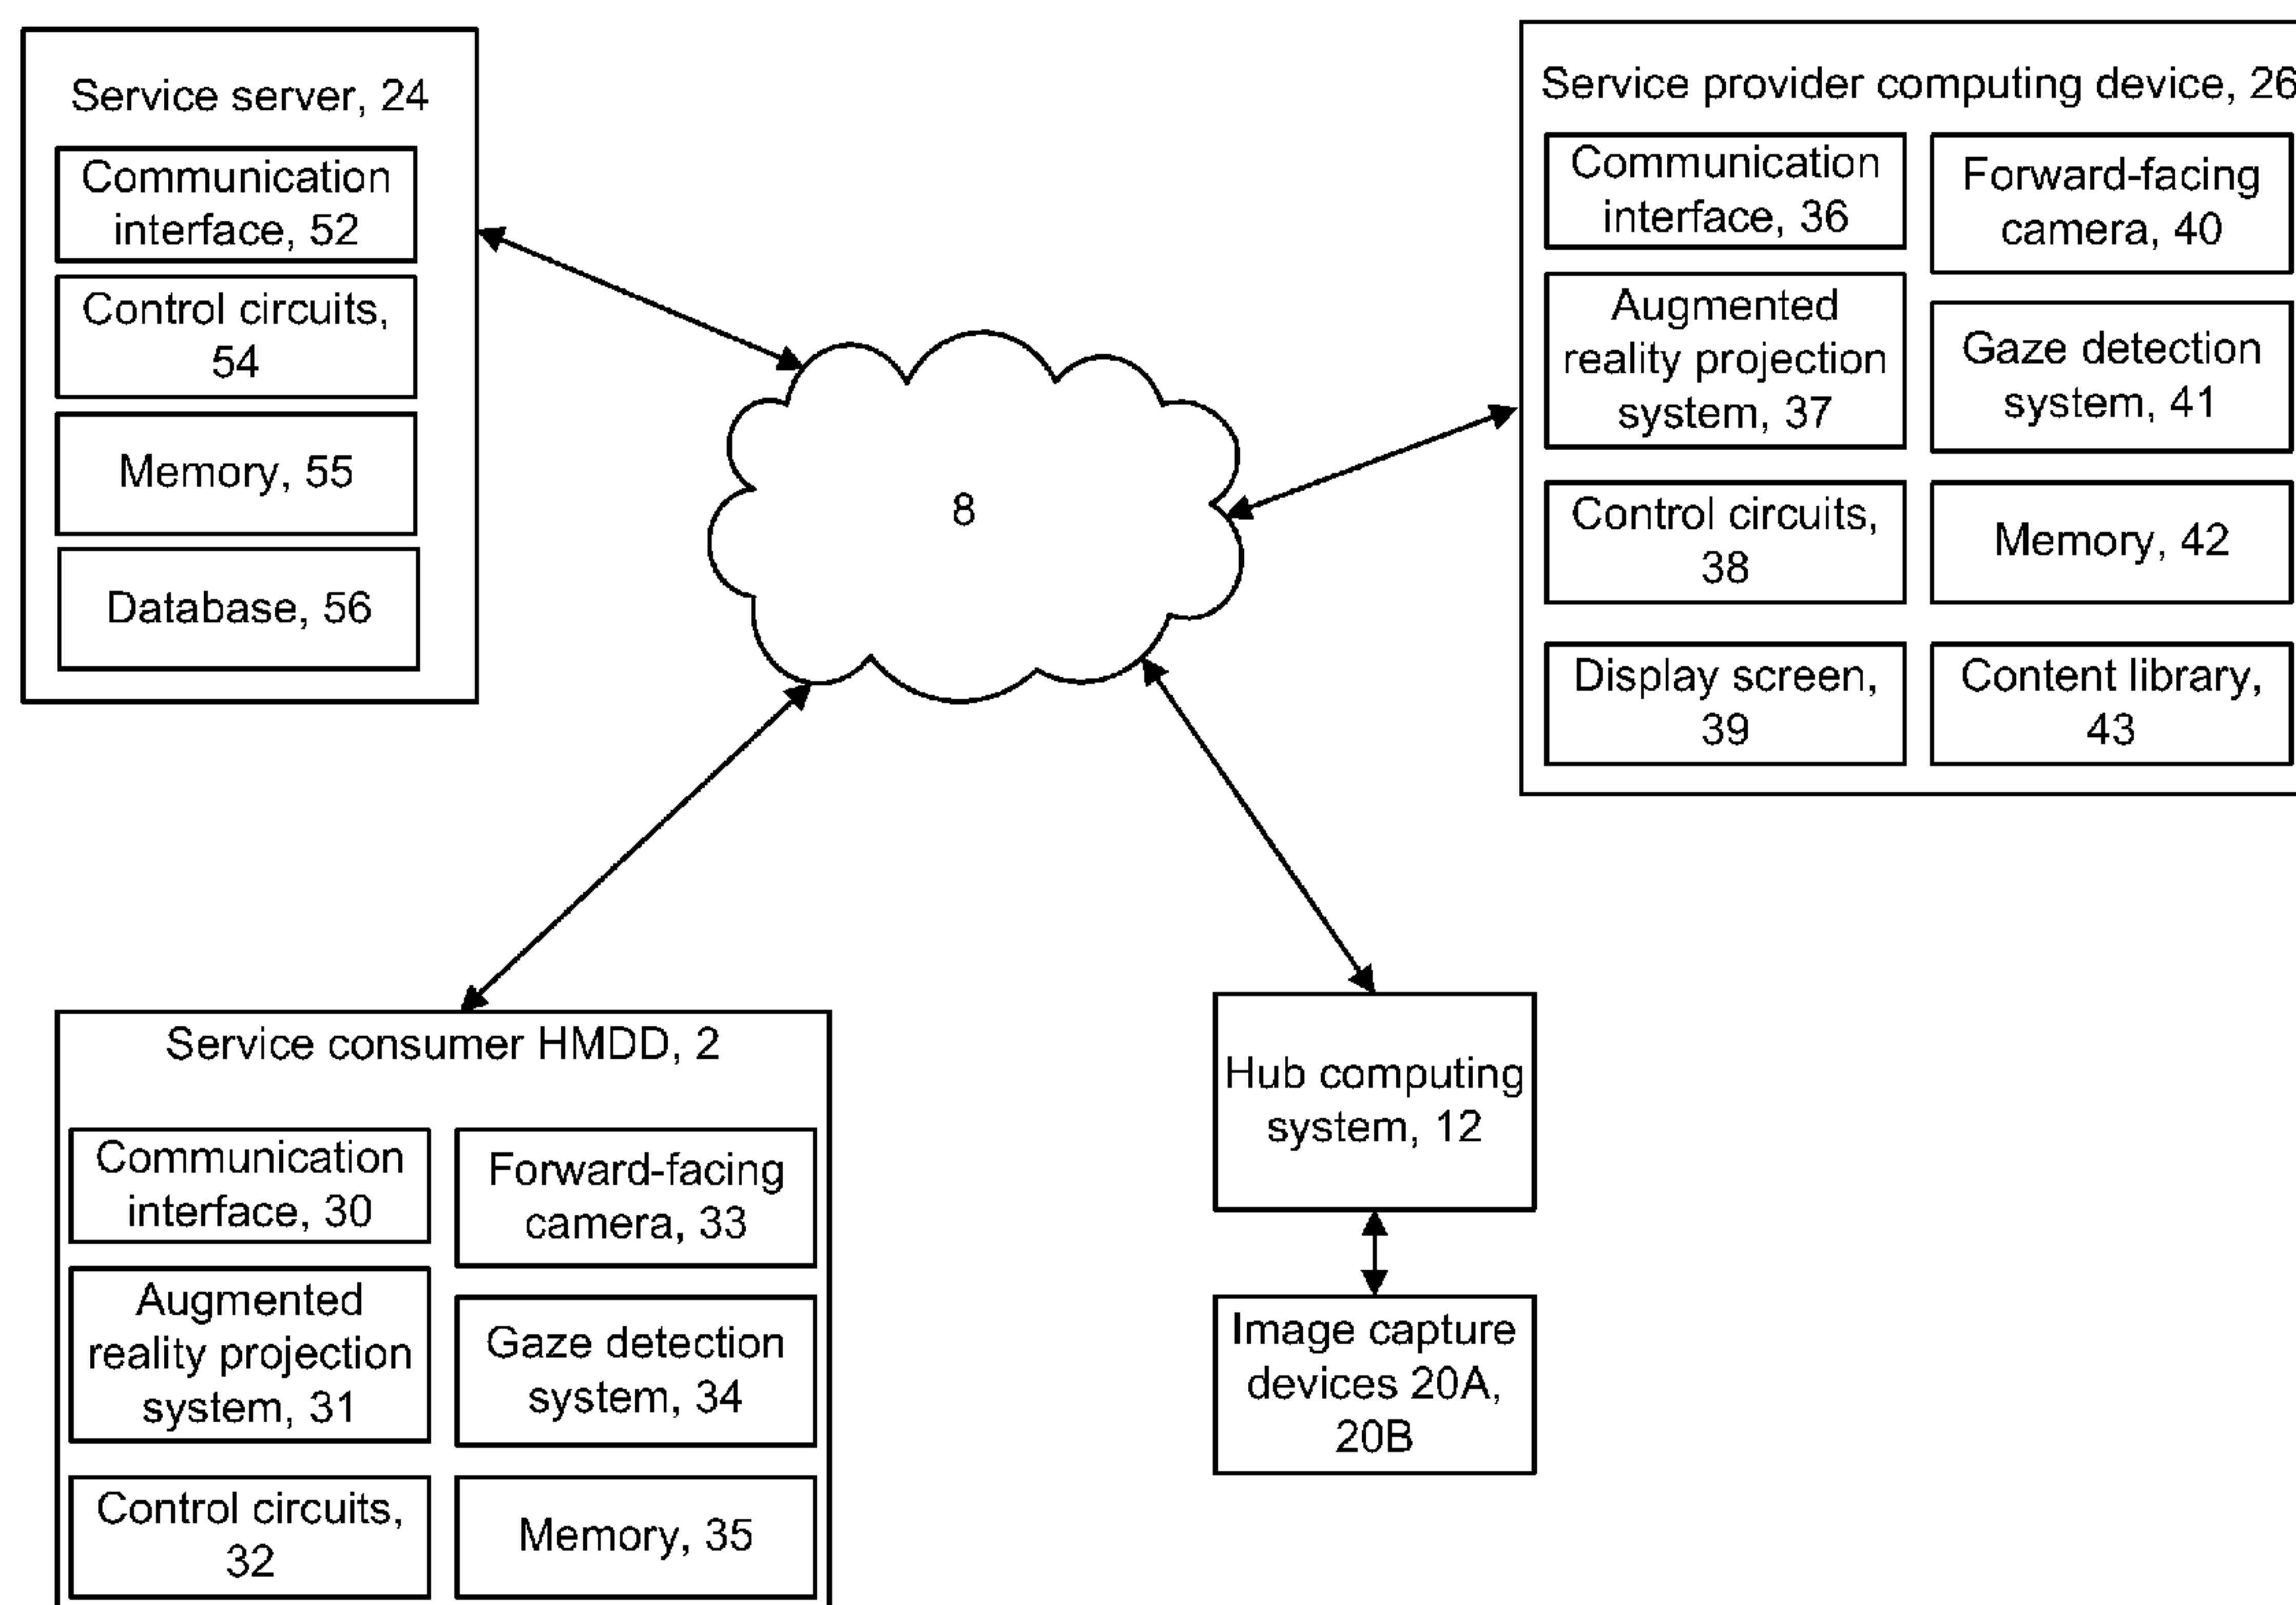 Service server, 24
Communication
interface, 52
Control circuits,
54
Memory, 55
Database, 56
Service provider computing device, 26
Communication
interface, 36
Augmented
reality projection
system, 37
Control circuits,
38
Display screen,
39
Forward-facing
camera, 40
Gaze detection
system, 41
Memory, 42
Content library,
43
8
Service consumer HMDD, 2
Communication
interface, 30
Augmented
reality projection
system, 31
Control circuits,
32
Forward-facing
camera, 33
Gaze detection
system, 34
Memory, 35
Hub computing
system, 12
Image capture
devices 20A,
20B